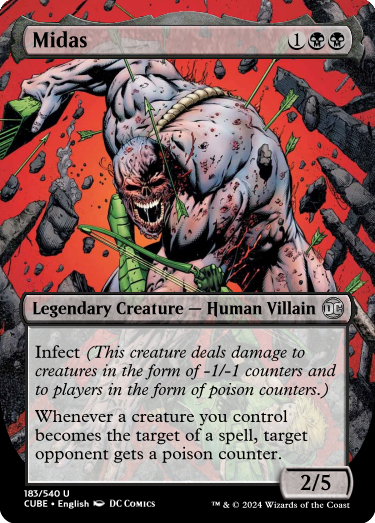 Midas 1
Legendary Creature — Human Villain DC
Infect (This creature deals damage to
creatures in the form of -1/-1 counters and
to players in the form of poison counters.)
Whenever a creature you control
becomes the target of a spell, target
opponent gets a poison counter.
2/5
183/540 U
CUBE • English DC COMICS
™ & © 2024 Wizards of the Coast